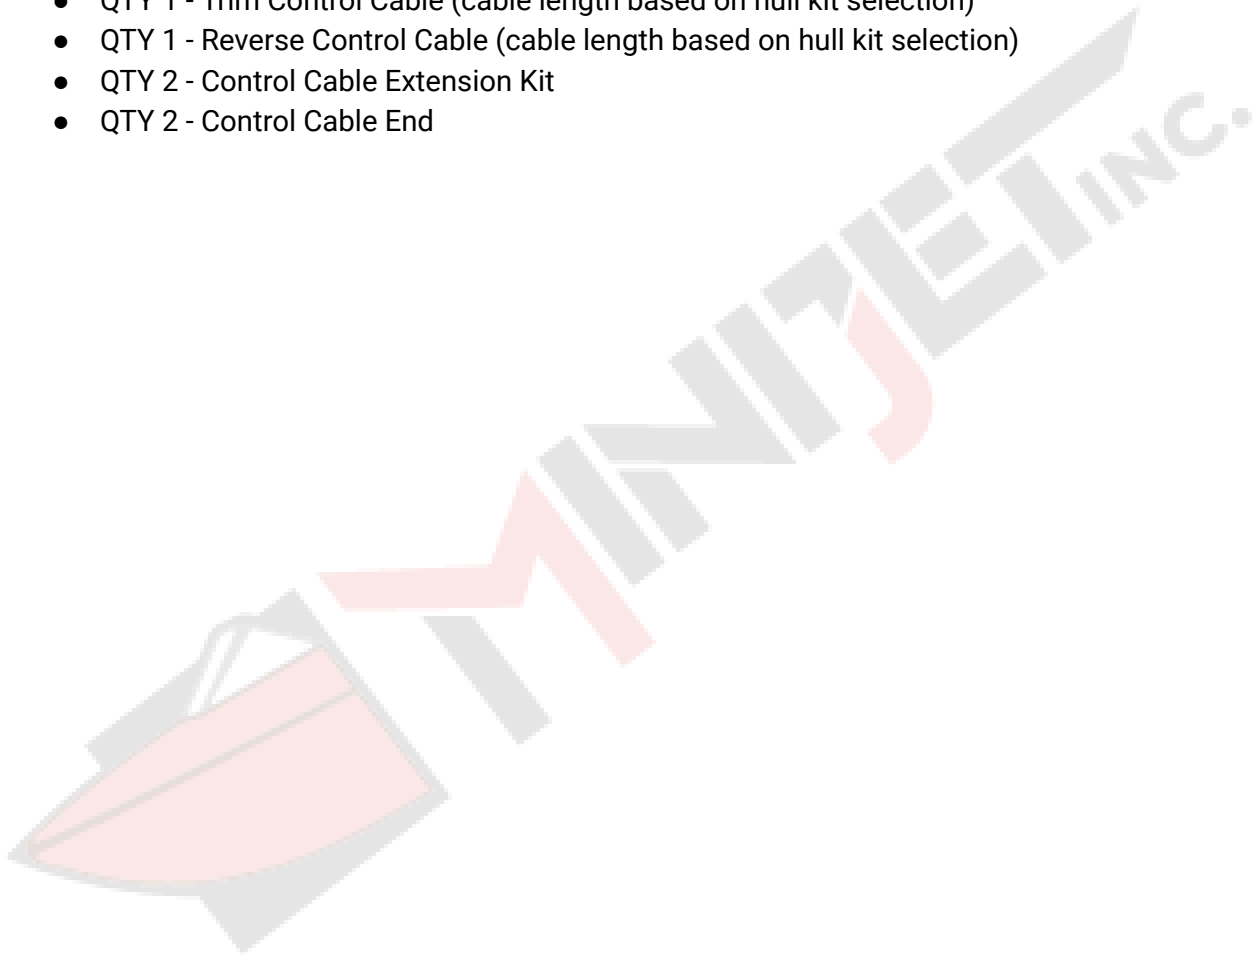 ● QTY 1 - Trim Control Cable (cable length based on hull kit selection)
● QTY 1 - Reverse Control Cable (cable length based on hull kit selection)
● QTY 2 - Control Cable Extension Kit
● QTY 2 - Control Cable End
MINIJET INC.